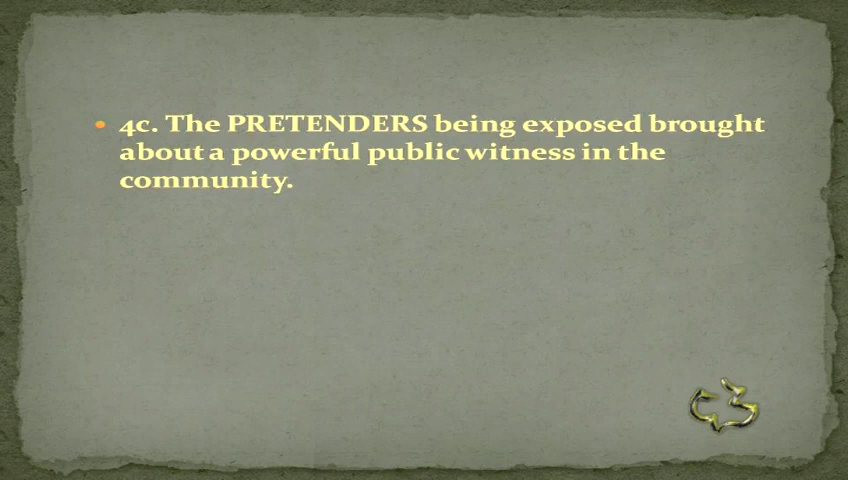 • 4c. The PRETENDERS being exposed brought
about a powerful public witness in the
community.